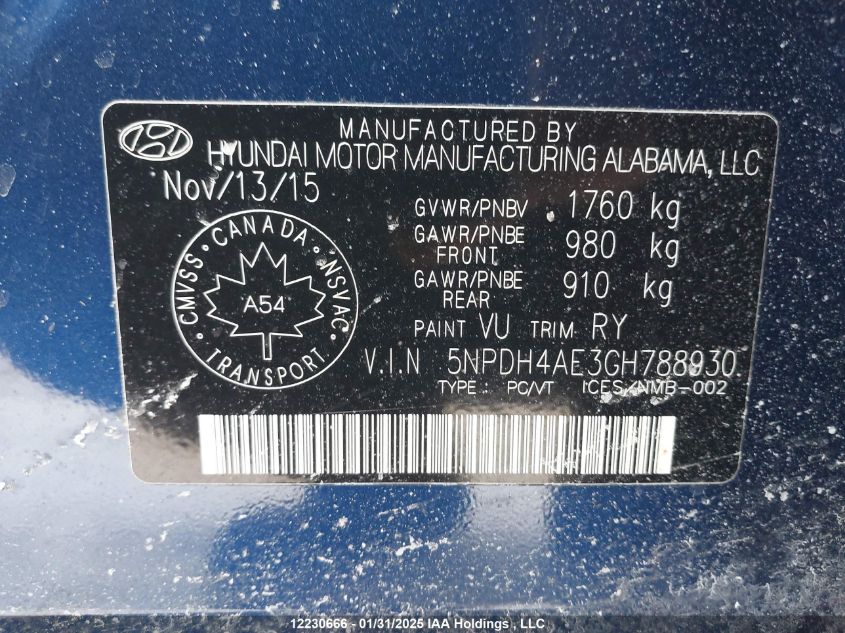 MANUFACTURED BY
HYUNDAI MOTOR MANUFACTURING ALABAMA, LLC
Nov/13/15
GVWR/PNBV 1760 kg
GAWR/PNBE FRONT 980 kg
GAWR/PNBE REAR 910 kg
CMVSS · CANADA · NSVAC
A54
TRANSPORT
PAINT VU TRIM RY
V.I.N 5NPDH4AE3GH788930
TYPE : PC/VT ICES/NMB-002
12230666 - 01/31/2025 IAA Holdings , LLC